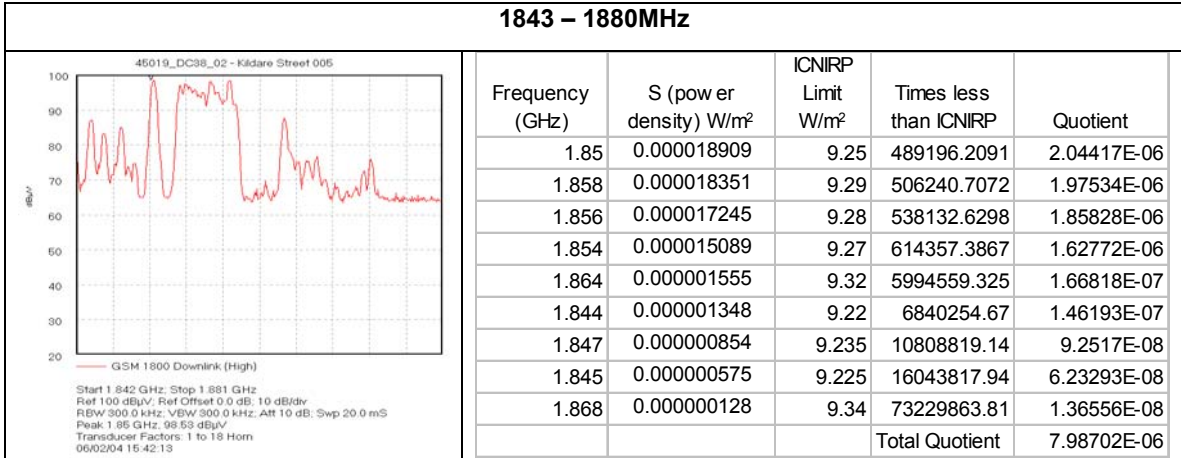 1843 – 1880MHz
45019_DC38_02 - Kildare Street 005
100
90
80
70
60
50
40
30
20
dBµV
GSM 1800 Downlink (High)
Start 1.842 GHz; Stop 1.881 GHz
Ref 100 dBµV; Ref Offset 0.0 dB; 10 dB/div
RBW 300.0 kHz; VBW 300.0 kHz; Att 10 dB; Swp 20.0 mS
Peak 1.85 GHz, 98.53 dBµV
Transducer Factors: 1 to 18 Horn
06/02/04 15:42:13
Frequency (GHz) S (pow er density) W/m² ICNIRP Limit W/m² Times less than ICNIRP Quotient
1.85 0.000018909 9.25 489196.2091 2.04417E-06
1.858 0.000018351 9.29 506240.7072 1.97534E-06
1.856 0.000017245 9.28 538132.6298 1.85828E-06
1.854 0.000015089 9.27 614357.3867 1.62772E-06
1.864 0.000001555 9.32 5994559.325 1.66818E-07
1.844 0.000001348 9.22 6840254.67 1.46193E-07
1.847 0.000000854 9.235 10808819.14 9.2517E-08
1.845 0.000000575 9.225 16043817.94 6.23293E-08
1.868 0.000000128 9.34 73229863.81 1.36556E-08
Total Quotient 7.98702E-06